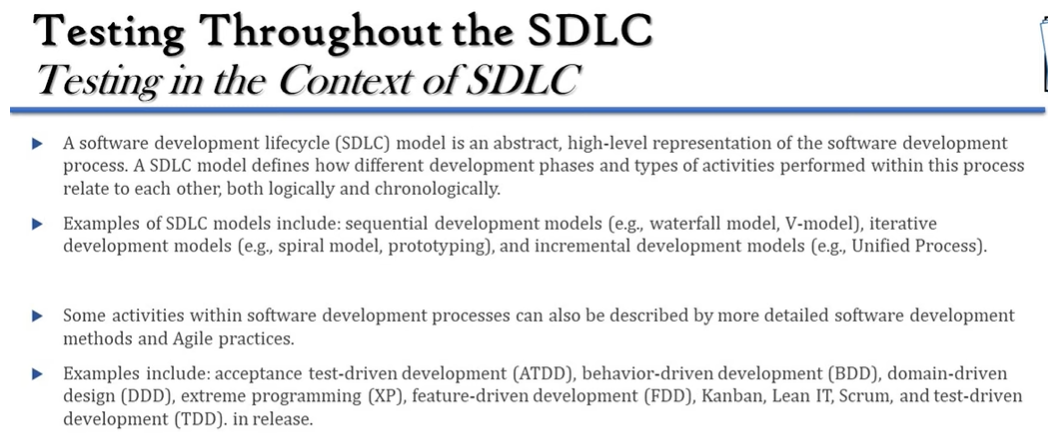 Testing Throughout the SDLC
Testing in the Context of SDLC
A software development lifecycle (SDLC) model is an abstract, high-level representation of the software development
process. A SDLC model defines how different development phases and types of activities performed within this process
relate to each other, both logically and chronologically.
Examples of SDLC models include: sequential development models (e.g., waterfall model, V-model), iterative
development models (e.g., spiral model, prototyping), and incremental development models (e.g., Unified Process).
Some activities within software development processes can also be described by more detailed software development
methods and Agile practices.
Examples include: acceptance test-driven development (ATDD), behavior-driven development (BDD), domain-driven
design (DDD), extreme programming (XP), feature-driven development (FDD), Kanban, Lean IT, Scrum, and test-driven
development (TDD). in release.